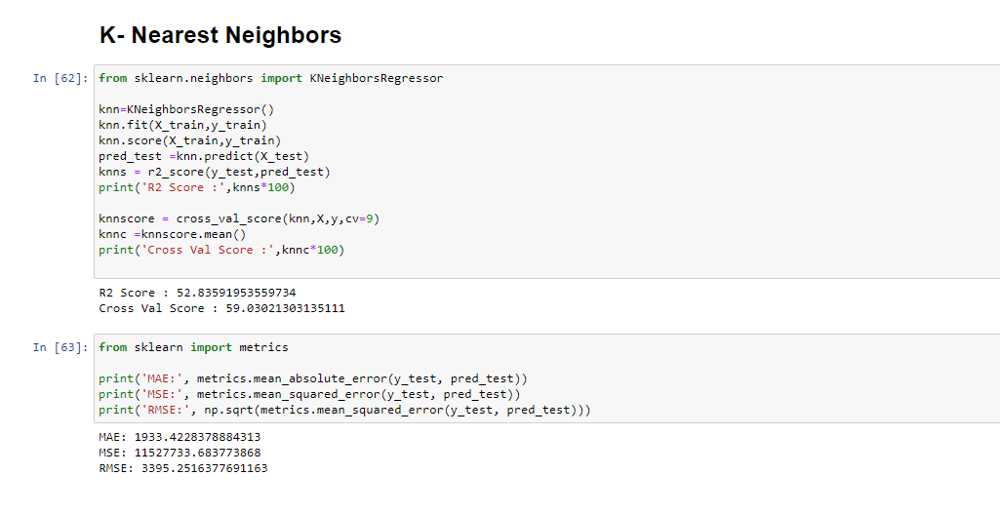 K- Nearest Neighbors
In [62]:
from sklearn.neighbors import KNeighborsRegressor
knn=KNeighborsRegressor()
knn.fit(X_train,y_train)
knn.score(X_train,y_train)
pred_test =knn.predict(X_test)
knns = r2_score(y_test,pred_test)
print('R2 Score :',knns*100)
knnscore = cross_val_score(knn,X,y,cv=9)
knnc =knnscore.mean()
print('Cross Val Score :',knnc*100)
R2 Score : 52.83591953559734
Cross Val Score : 59.03021303135111
In [63]:
from sklearn import metrics
print('MAE:', metrics.mean_absolute_error(y_test, pred_test))
print('MSE:', metrics.mean_squared_error(y_test, pred_test))
print('RMSE:', np.sqrt(metrics.mean_squared_error(y_test, pred_test)))
MAE: 1933.4228378884313
MSE: 11527733.683773868
RMSE: 3395.2516377691163